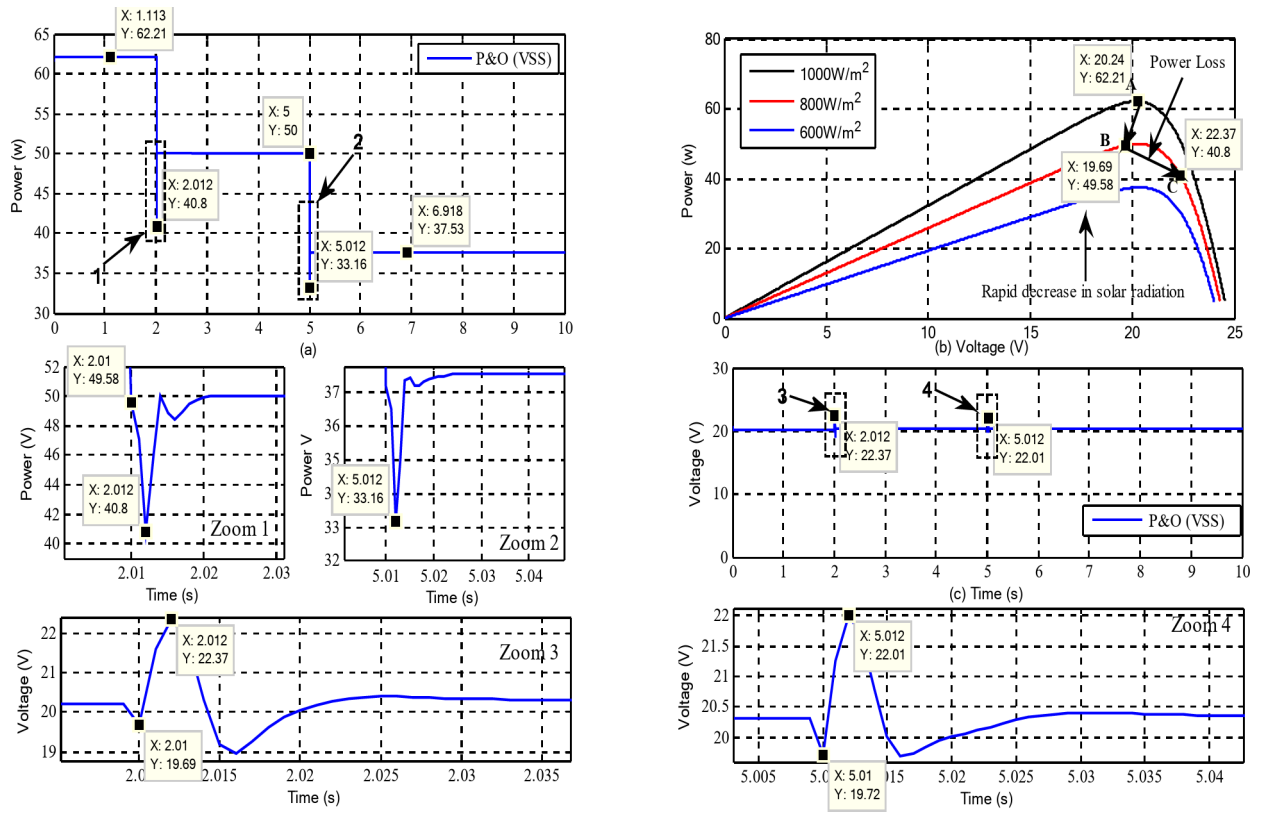 X: 1.113
Y: 62.21
65
60
55
50
45
40
35
30
Power (w)
P&O (VSS)
X: 5
Y: 50
2
X: 2.012
Y: 40.8
X: 6.918
Y: 37.53
X: 5.012
Y: 33.16
1
0 1 2 3 4 5 6 7 8 9 10
(a)
80
60
40
20
0
Power (w)
1000W/m2
800W/m2
600W/m2
X: 20.24
Y: 62.21
Power Loss
A
B
X: 22.37
Y: 40.8
X: 19.69
Y: 49.58
C
Rapid decrease in solar radiation
0 5 10 15 20 25
(b) Voltage (V)
X: 2.01
Y: 49.58
52
50
48
46
44
42
40
Power (V)
X: 2.012
Y: 40.8
Zoom 1
2.01 2.02 2.03
Time (s)
37
36
35
3
33
32
Power V
X: 5.012
Y: 33.16
Zoom 2
5.01 5.02 5.03 5.04
Time (s)
30
20
10
0
Voltage (V)
3
4
X: 2.012
Y: 22.37
X: 5.012
Y: 22.01
P&O (VSS)
0 1 2 3 4 5 6 7 8 9 10
(c) Time (s)
22
21
20
19
Voltage (V)
X: 2.012
Y: 22.37
Zoom 3
X: 2.01
Y: 19.69
2.0 2.015 2.02 2.025 2.03 2.035
Time (s)
22
21.5
21
20.5
20
Voltage (V)
Zoom 4
X: 5.012
Y: 22.01
X: 5.01
Y: 19.72
5.005 5.0 015 5.02 5.025 5.03 5.035 5.04
Time (s)